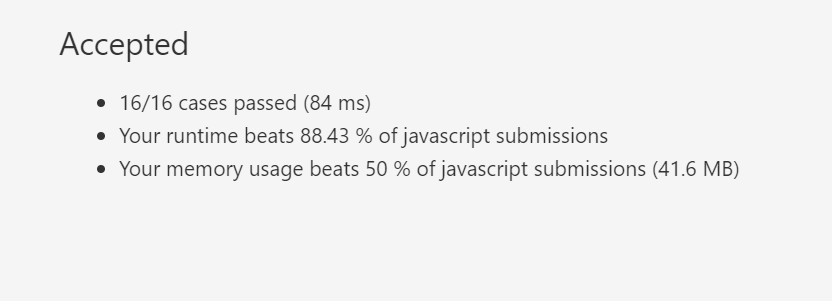 Accepted
16/16 cases passed (84 ms)
Your runtime beats 88.43 % of javascript submissions
Your memory usage beats 50 % of javascript submissions (41.6 MB)